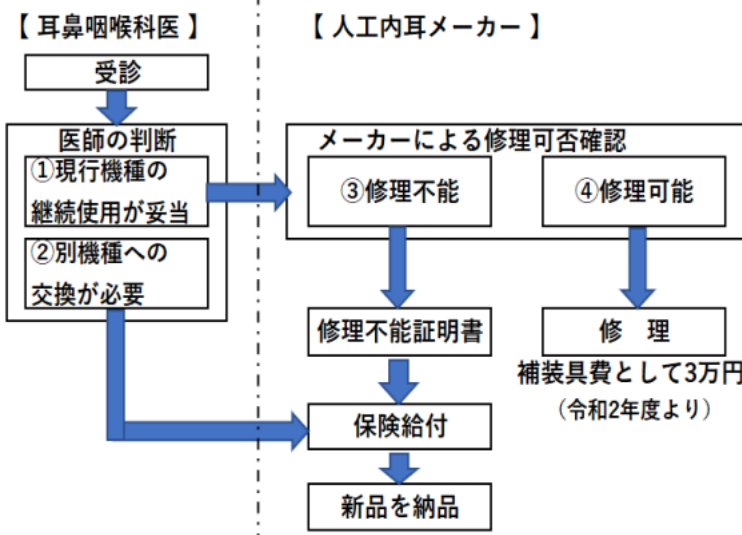 【 耳鼻咽喉科医 】
【 人工内耳メーカー 】
受診
医師の判断
①現行機種の
継続使用が妥当
②別機種への
交換が必要
メーカーによる修理可否確認
③修理不能
④修理可能
修理不能証明書
修　理
補装具費として3万円
（令和2年度より）
保険給付
新品を納品